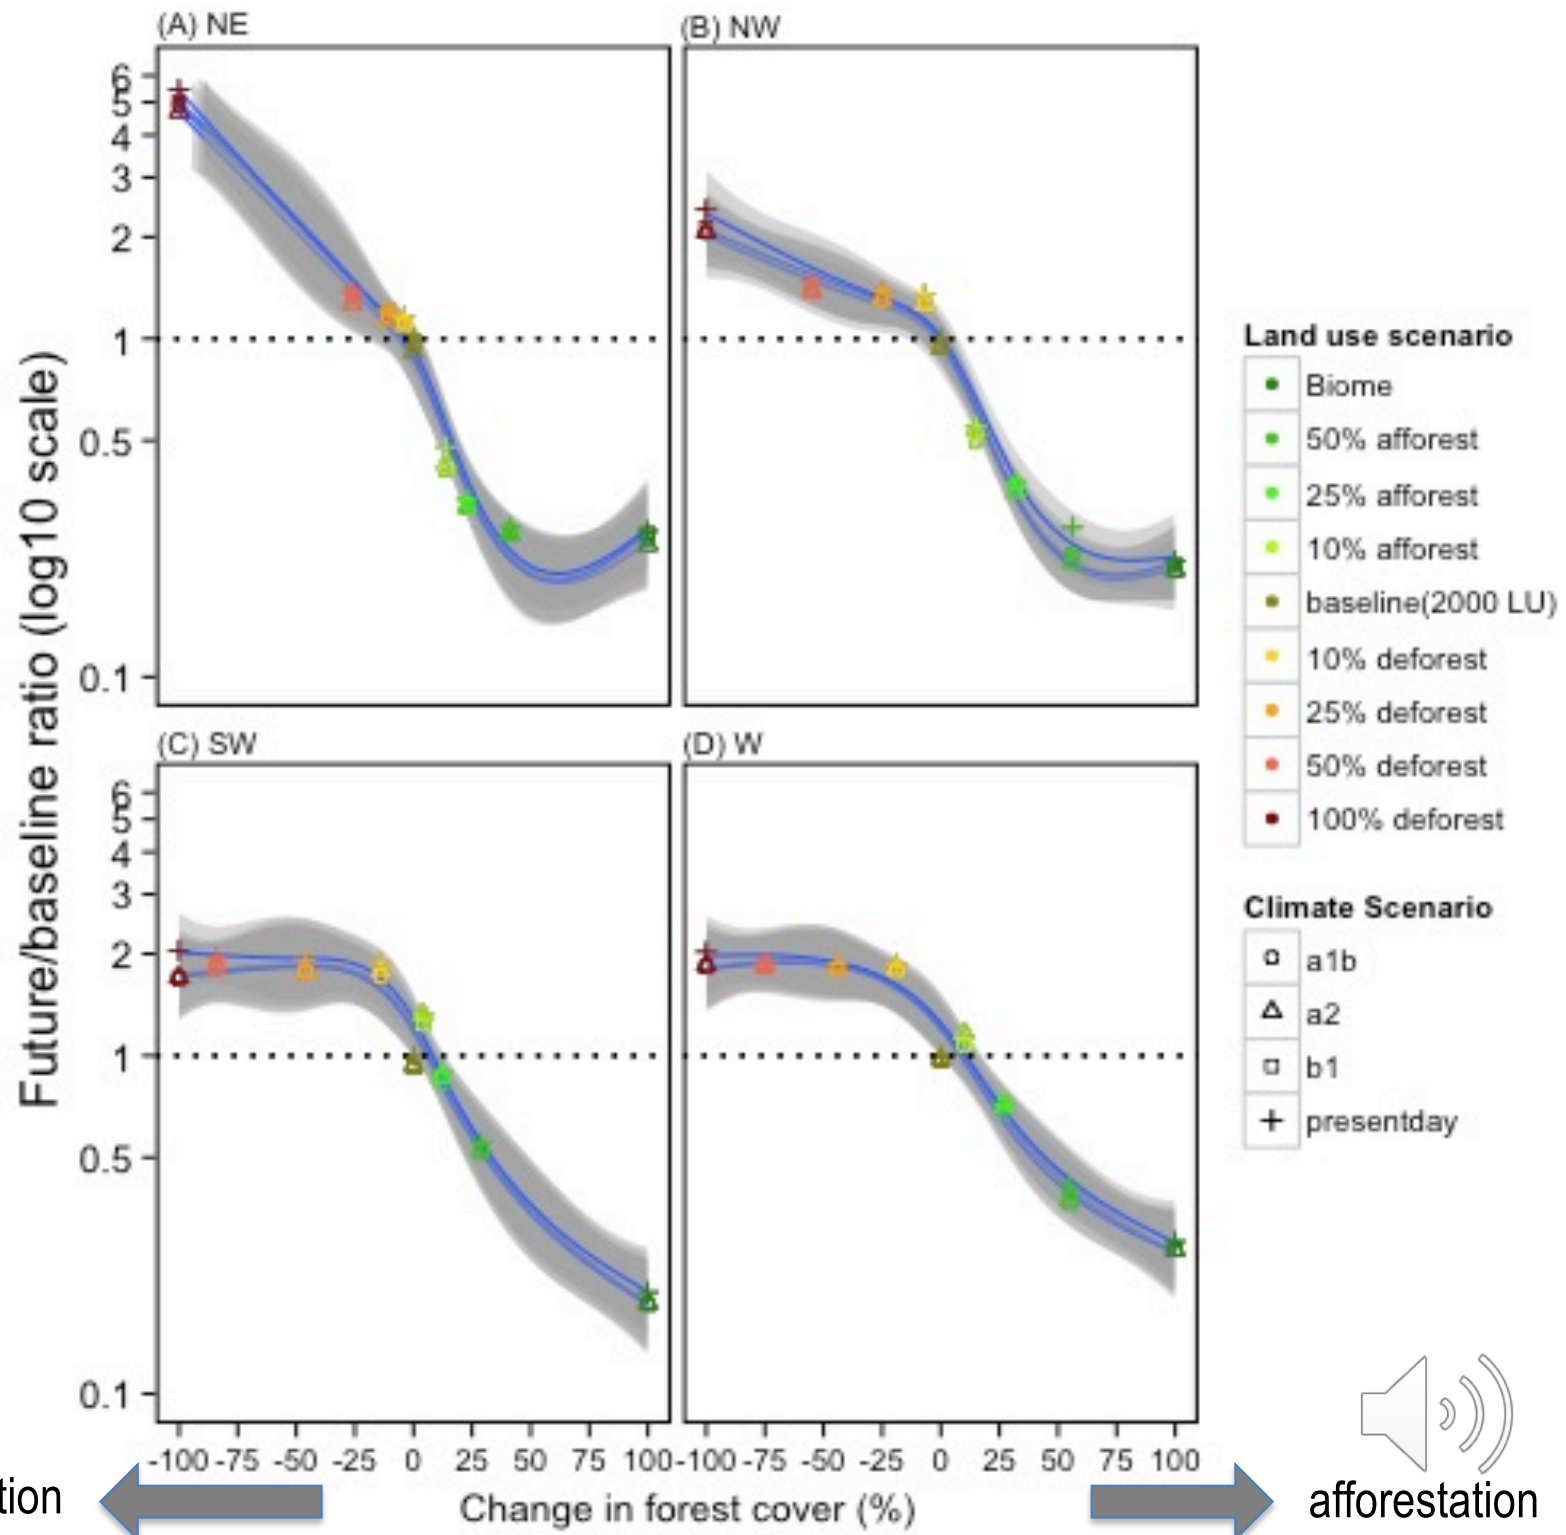 (A) NE
(B) NW
6
5
4
3
2
1
0.5
0.1
(C) SW
(D) W
6
5
4
3
2
1
0.5
0.1
-100 -75 -50 -25 0 25 50 75 100
-100 -75 -50 -25 0 25 50 75 100
Future/baseline ratio (log10 scale)
Change in forest cover (%)
tion
afforestation
Land use scenario
Biome
50% afforest
25% afforest
10% afforest
baseline(2000 LU)
10% deforest
25% deforest
50% deforest
100% deforest
Climate Scenario
a1b
a2
b1
presentday